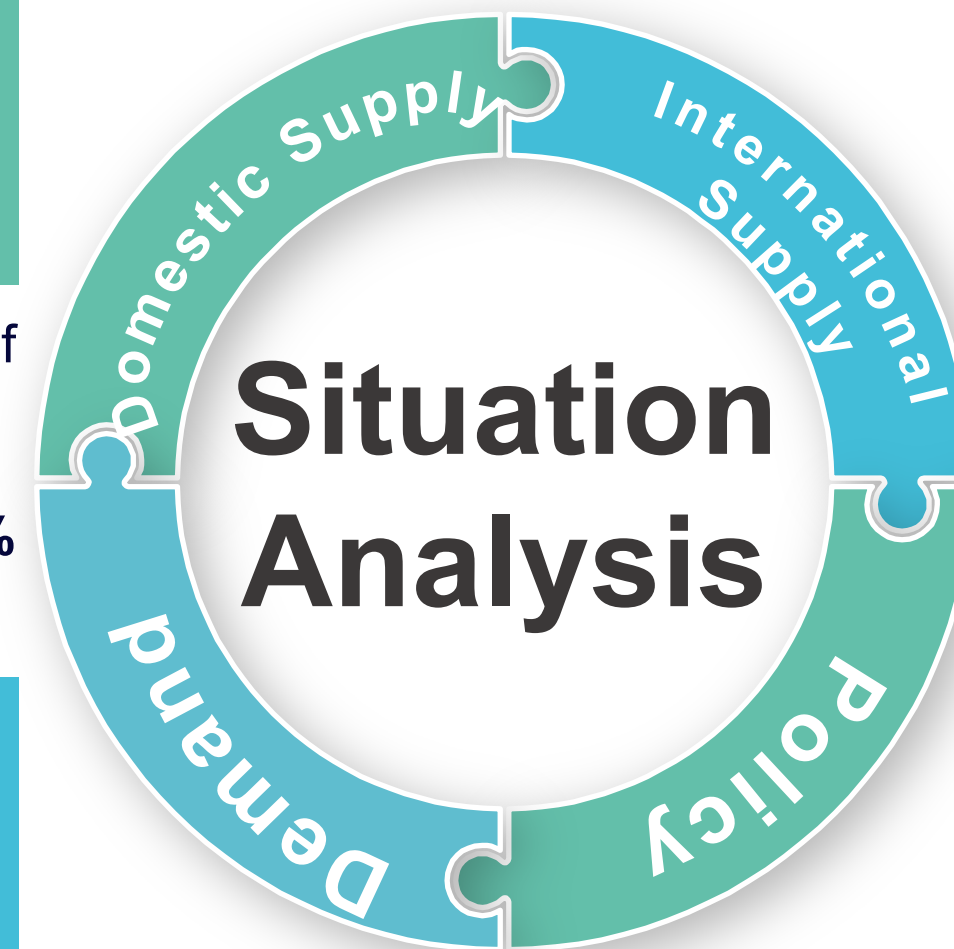 Domestic Supply
International
Supply
f
%
Situation
Analysis
Policy
Demand